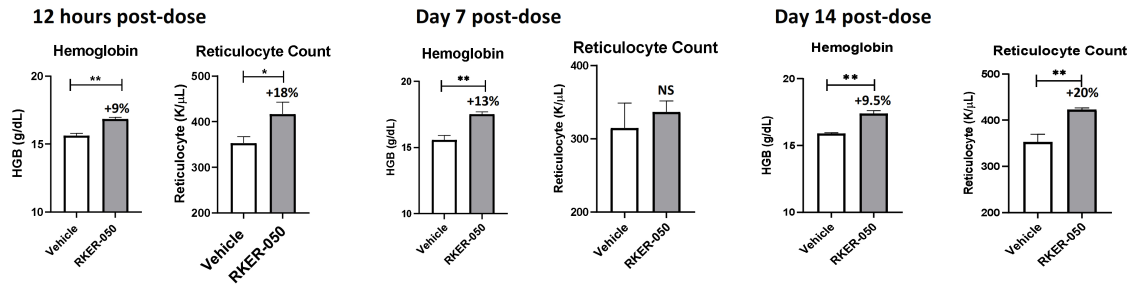 12 hours post-dose
Hemoglobin
**
+9%
20
15
10
HGB (g/dL)
Vehicle
RKER-050
Reticulocyte Count
*
+18%
500
400
300
200
Reticulocyte (K/µL)
Vehicle
RKER-050
Day 7 post-dose
Hemoglobin
**
+13%
20
15
10
HGB (g/dL)
Vehicle
RKER-050
Reticulocyte Count
NS
400
300
200
Reticulocyte (K/µL)
Vehicle
RKER-050
Day 14 post-dose
Hemoglobin
**
+9.5%
20
15
10
HGB (g/dL)
Vehicle
RKER-050
Reticulocyte Count
**
+20%
500
400
300
200
Reticulocyte (K/µL)
Vehicle
RKER-050